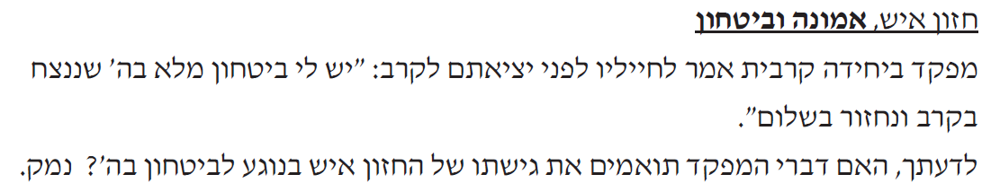 חזון איש, אמונה וביטחון
מפקד ביחידה קרבית אמר לחייליו לפני יציאתם לקרב: "יש לי ביטחון מלא בה' שננצח
בקרב ונחזור בשלום".
לדעתך, האם דברי המפקד תואמים את גישתו של החזון איש בנוגע לביטחון בה'? נמק.